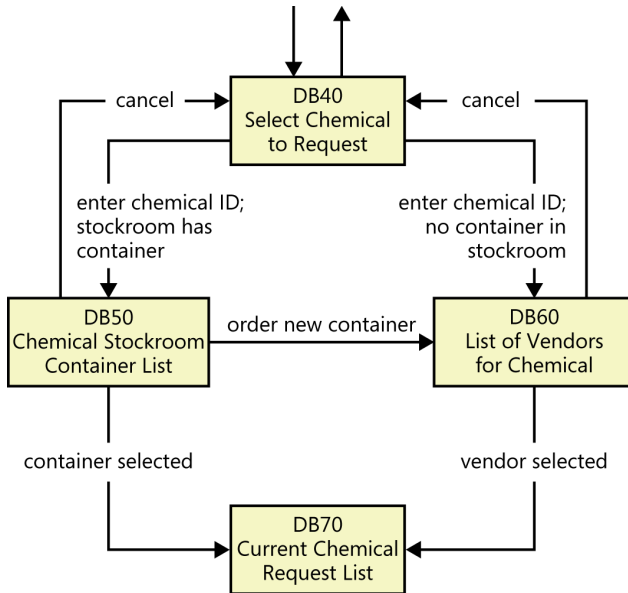 DB40
Select Chemical
to Request
cancel
cancel
enter chemical ID;
stockroom has
container
enter chemical ID;
no container in
stockroom
DB50
Chemical Stockroom
Container List
order new container
DB60
List of Vendors
for Chemical
container selected
vendor selected
DB70
Current Chemical
Request List